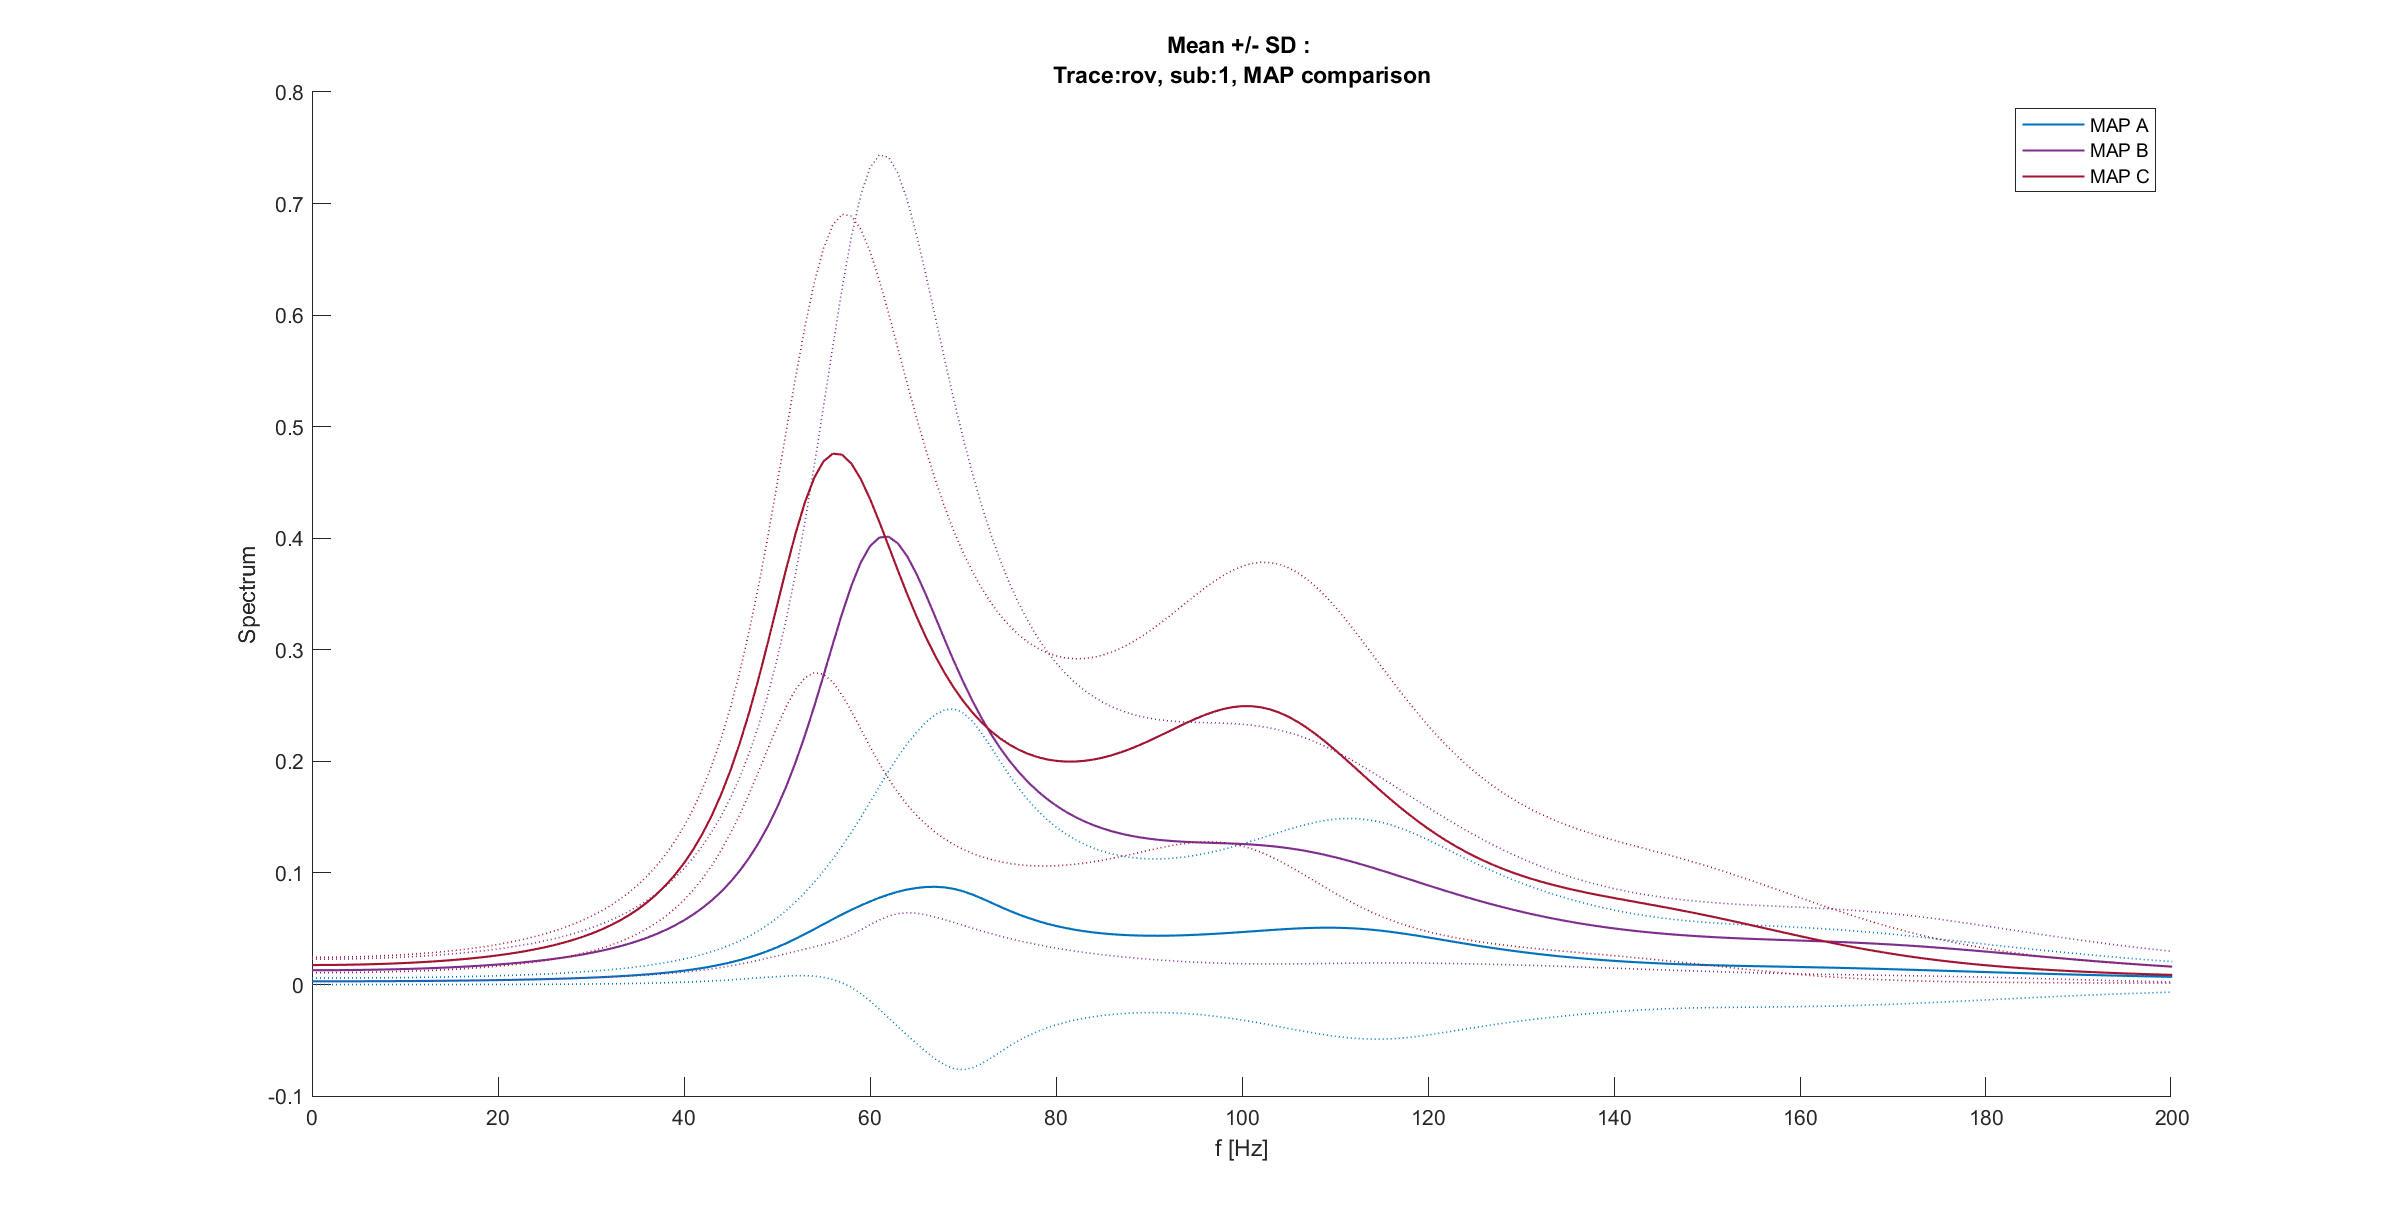 Mean +/- SD :
Trace:rov, sub:1, MAP comparison
MAP A
MAP B
MAP C
0.8
0.7
0.6
0.5
0.4
0.3
0.2
0.1
0
-0.1
Spectrum
0 20 40 60 80 100 120 140 160 180 200
f [Hz]